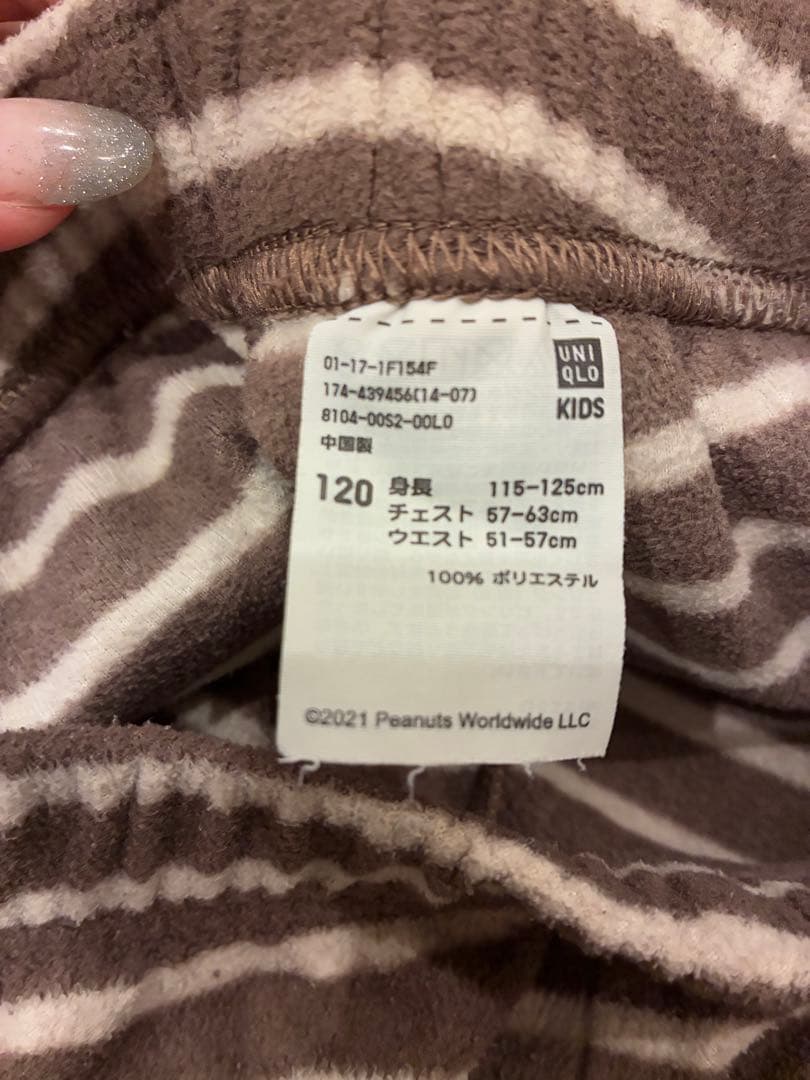 01-17-1F154F
174-439456(14-07)
8104-00S2-00L0
中国製
UNI
QLO
KIDS
120 身長 115-125cm
チェスト 57-63cm
ウエスト 51-57cm
100% ポリエステル
©2021 Peanuts Worldwide LLC